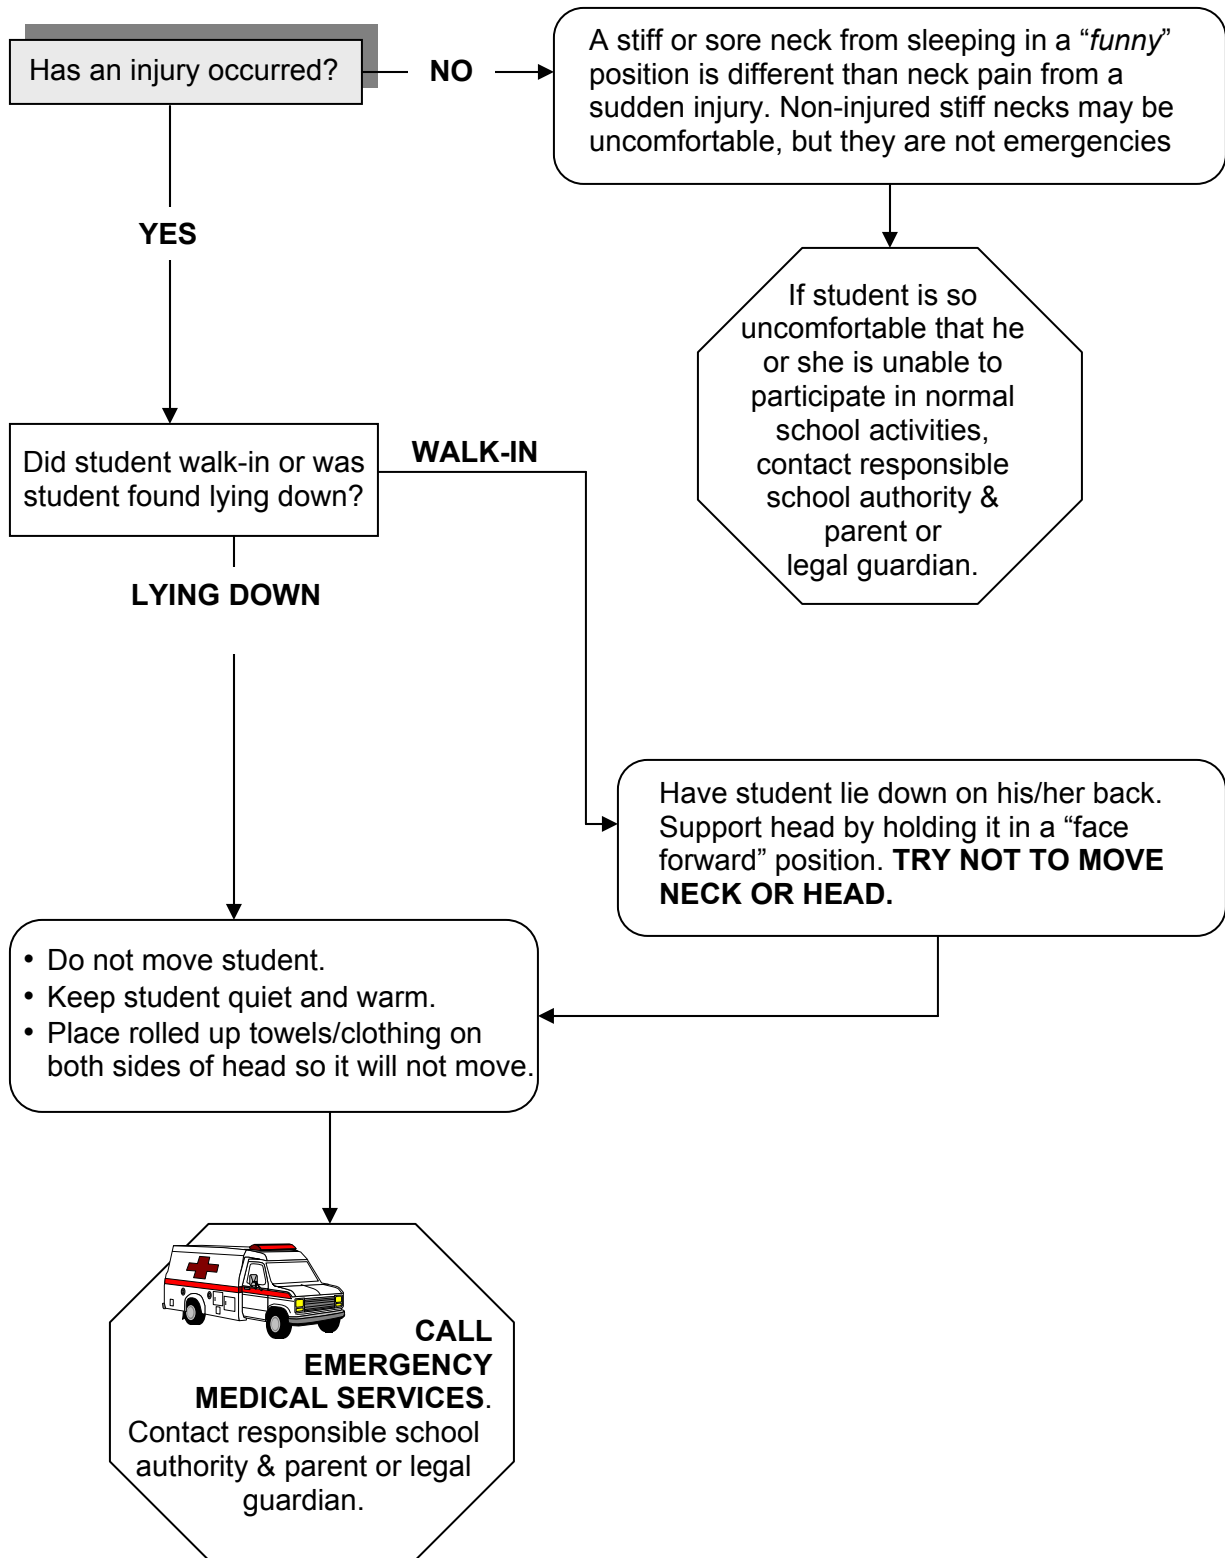 Has an injury occurred?
NO
A stiff or sore neck from sleeping in a “funny”
position is different than neck pain from a
sudden injury. Non-injured stiff necks may be
uncomfortable, but they are not emergencies
YES
If student is so
uncomfortable that he
or she is unable to
participate in normal
school activities,
contact responsible
school authority &
parent or
legal guardian.
Did student walk-in or was
student found lying down?
WALK-IN
LYING DOWN
Have student lie down on his/her back.
Support head by holding it in a “face
forward” position. TRY NOT TO MOVE
NECK OR HEAD.
• Do not move student.
• Keep student quiet and warm.
• Place rolled up towels/clothing on
both sides of head so it will not move.
CALL
EMERGENCY
MEDICAL SERVICES.
Contact responsible school
authority & parent or legal
guardian.